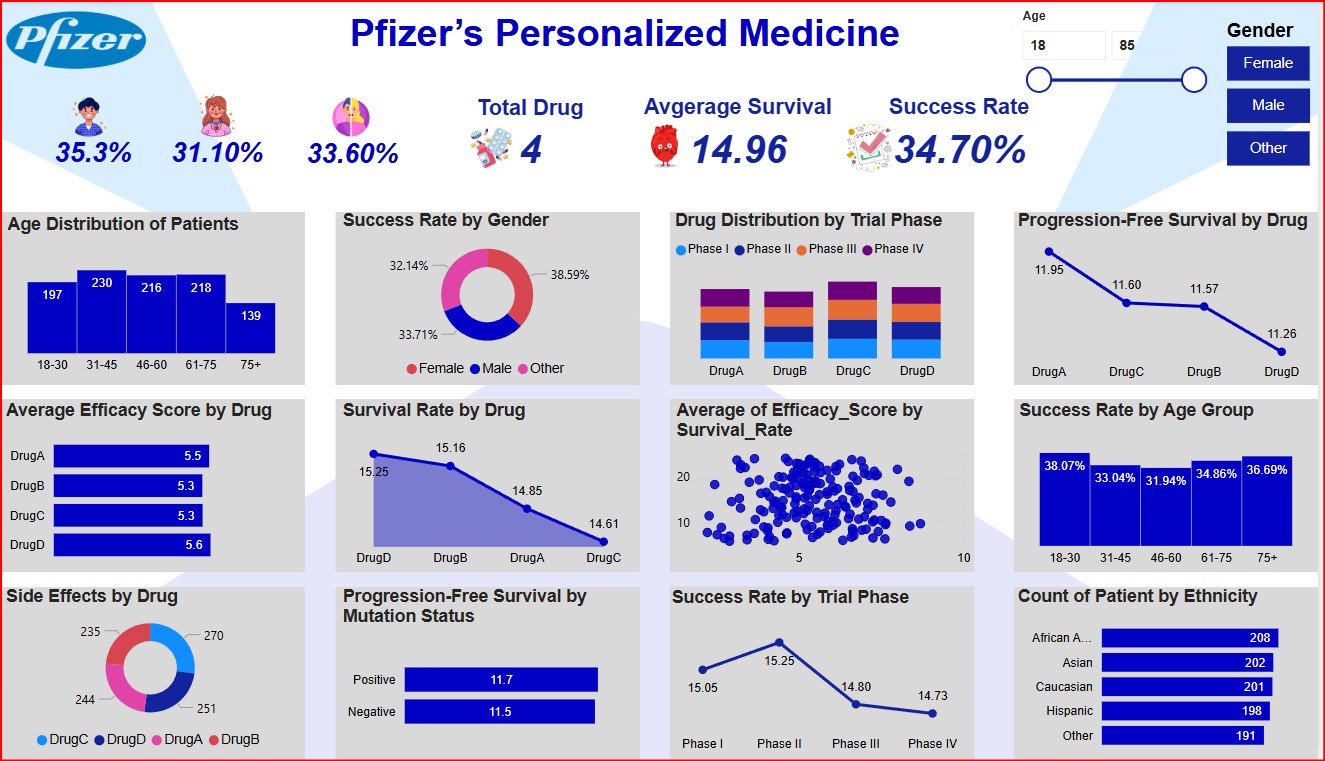 Pfizer
Pfizer's Personalized Medicine
Age
18 85
Gender
Female
Male
Other
35.3% 31.10% 33.60%
Total Drug
4
Avgerage Survival
14.96
Success Rate
34.70%
Age Distribution of Patients
197 230 216 218 139
18-30 31-45 46-60 61-75 75+
Success Rate by Gender
32.14%
38.59%
33.71%
Female Male Other
Drug Distribution by Trial Phase
Phase I Phase II Phase III Phase IV
DrugA DrugB DrugC DrugD
Progression-Free Survival by Drug
11.95 11.60 11.57 11.26
DrugA DrugC DrugB DrugD
Average Efficacy Score by Drug
DrugA 5.5
DrugB 5.3
DrugC 5.3
DrugD 5.6
Survival Rate by Drug
15.25 15.16 14.85 14.61
DrugD DrugB DrugA DrugC
Average of Efficacy_Score by
Survival_Rate
20
10
5 10
Success Rate by Age Group
38.07% 33.04% 31.94% 34.86% 36.69%
18-30 31-45 46-60 61-75 75+
Side Effects by Drug
235 270
244 251
DrugC DrugD DrugA DrugB
Progression-Free Survival by
Mutation Status
Positive 11.7
Negative 11.5
Success Rate by Trial Phase
15.05 15.25 14.80 14.73
Phase I Phase II Phase III Phase IV
Count of Patient by Ethnicity
African A... 208
Asian 202
Caucasian 201
Hispanic 198
Other 191